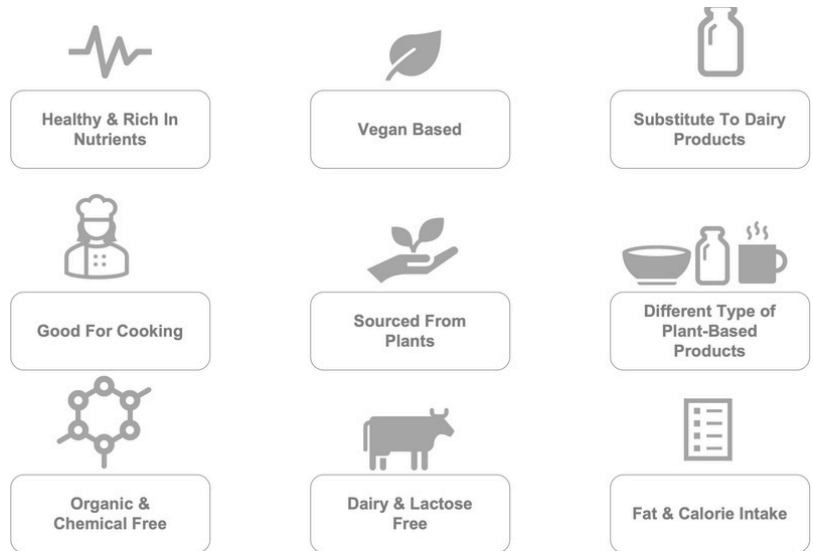 Healthy & Rich In
Nutrients
Vegan Based
Substitute To Dairy
Products
Good For Cooking
Sourced From
Plants
Different Type of
Plant-Based
Products
Organic &
Chemical Free
Dairy & Lactose
Free
Fat & Calorie Intake